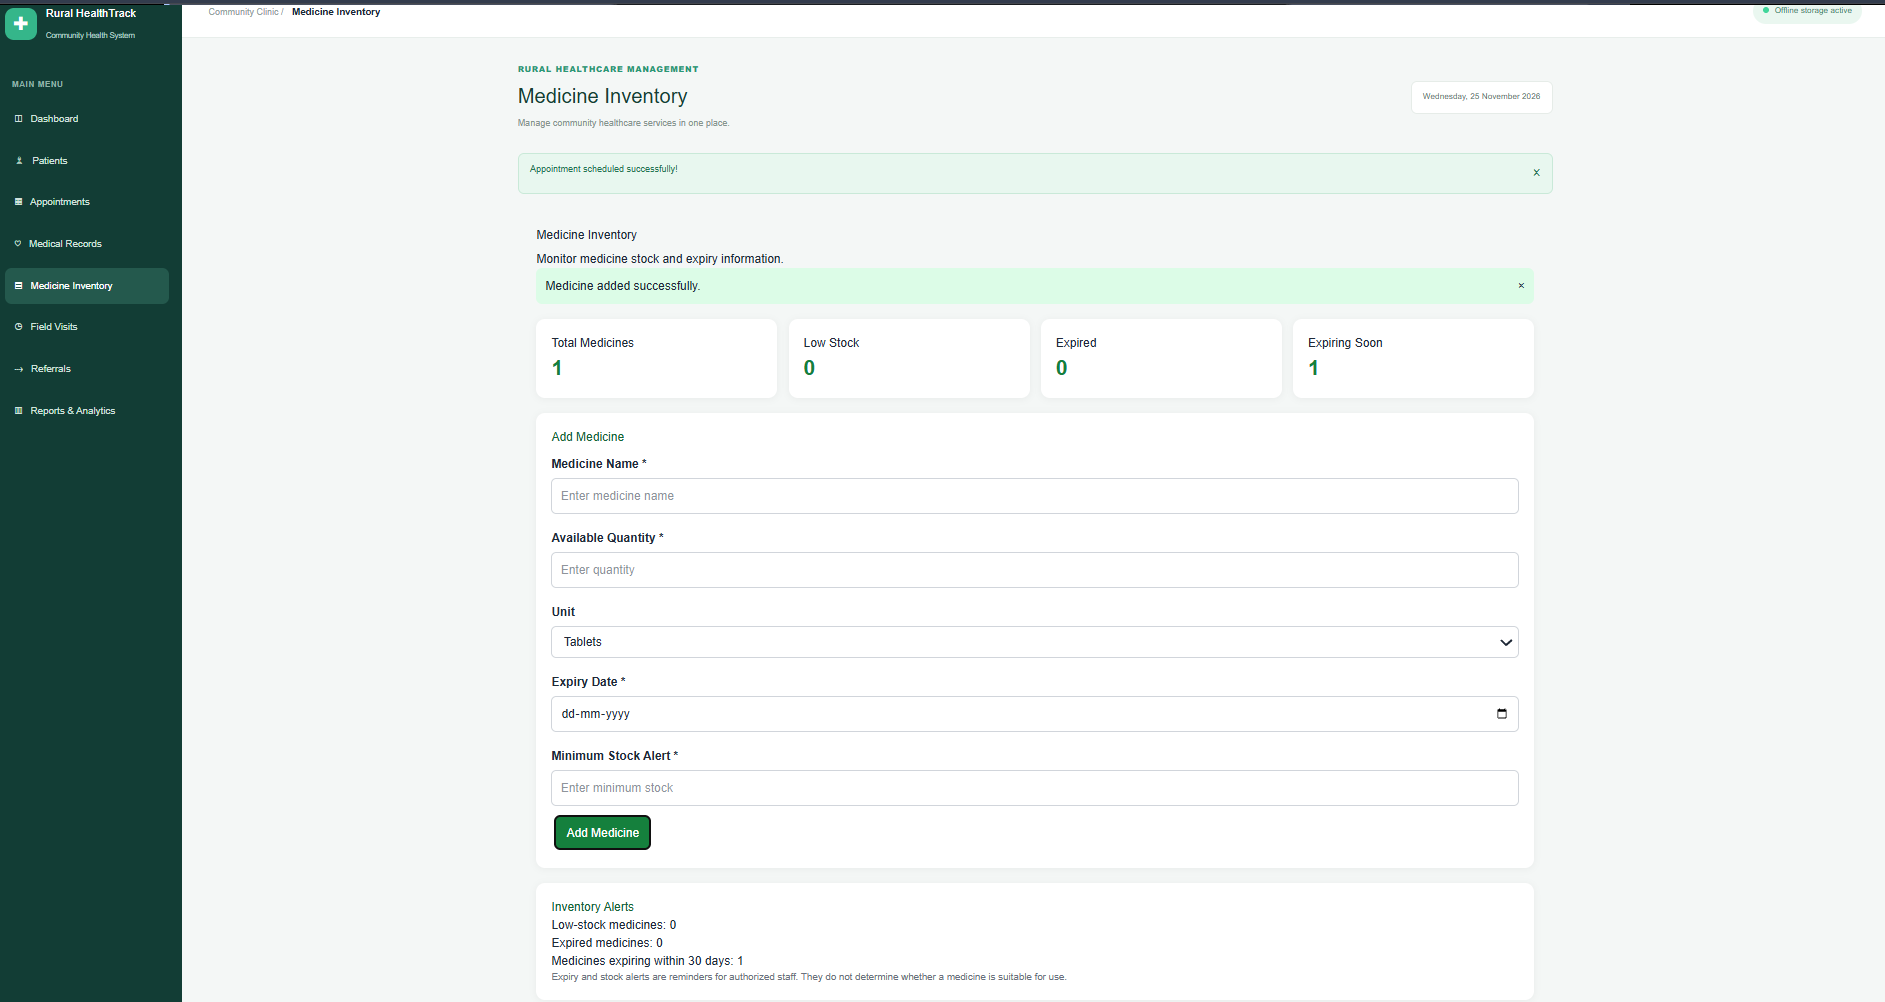 Rural HealthTrack
Community Health System
MAIN MENU
Dashboard
Patients
Appointments
Medical Records
Medicine Inventory
Field Visits
Referrals
Reports & Analytics
Community Clinic / Medicine Inventory
Offline storage active
RURAL HEALTHCARE MANAGEMENT
Medicine Inventory
Manage community healthcare services in one place.
Wednesday, 25 November 2026
Appointment scheduled successfully!
X
Medicine Inventory
Monitor medicine stock and expiry information.
Medicine added successfully.
×
Total Medicines
1
Low Stock
0
Expired
0
Expiring Soon
1
Add Medicine
Medicine Name *
Enter medicine name
Available Quantity *
Enter quantity
Unit
Tablets
Expiry Date *
dd-mm-yyyy
Minimum Stock Alert *
Enter minimum stock
Add Medicine
Inventory Alerts
Low-stock medicines: 0
Expired medicines: 0
Medicines expiring within 30 days: 1
Expiry and stock alerts are reminders for authorized staff. They do not determine whether a medicine is suitable for use.